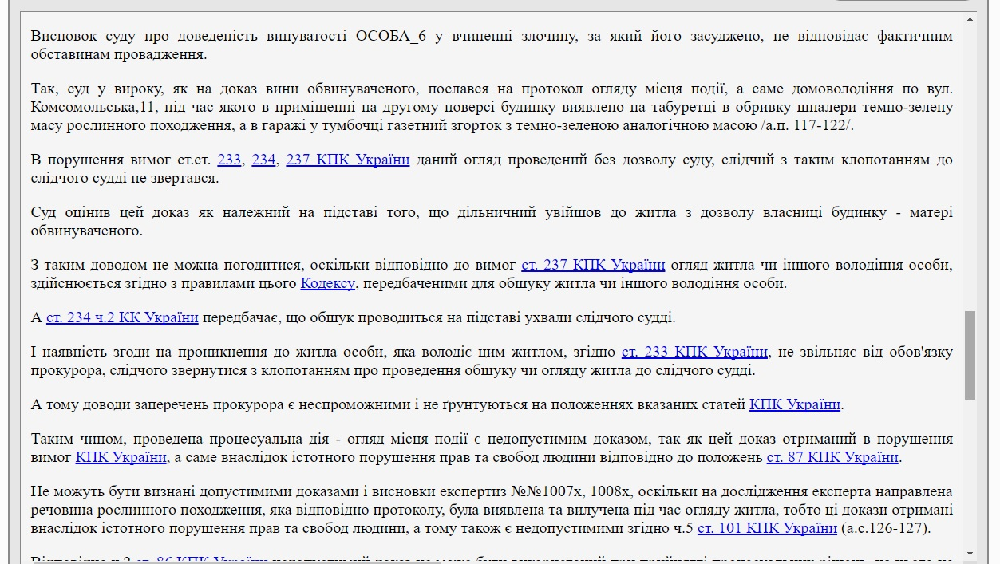 Висновок суду про доведеність винуватості ОСОБА_6 у вчиненні злочину, за який його засуджено, не відповідає фактичним
обставинам провадження.
Так, суд у вироку, як на доказ вини обвинуваченого, послався на протокол огляду місця події, а саме домоволодіння по вул.
Комсомольська,11, під час якого в приміщенні на другому поверсі будинку виявлено на табуретці в обривку шпалери темно-зелену
масу рослинного походження, а в гаражі у тумбочці газетний згорток з темно-зеленою аналогічною масою /а.п. 117-122/.
В порушення вимог ст.ст. 233, 234, 237 КПК України даний огляд проведений без дозволу суду, слідчий з таким клопотанням до
слідчого судді не звертався.
Суд оцінив цей доказ як належний на підставі того, що дільничний увійшов до житла з дозволу власниці будинку - матері
обвинуваченого.
З таким доводом не можна погодитися, оскільки відповідно до вимог ст. 237 КПК України огляд житла чи іншого володіння особи,
здійснюється згідно з правилами цього Кодексу, передбаченими для обшуку житла чи іншого володіння особи.
А ст. 234 ч.2 КК України передбачає, що обшук проводиться на підставі ухвали слідчого судді.
І наявність згоди на проникнення до житла особи, яка володіє цим житлом, згідно ст. 233 КПК України, не звільняє від обов'язку
прокурора, слідчого звернутися з клопотанням про проведення обшуку чи огляду житла до слідчого судді.
А тому доводи заперечень прокурора є неспроможними і не ґрунтуються на положеннях вказаних статей КПК України.
Таким чином, проведена процесуальна дія - огляд місця події є недопустимим доказом, так як цей доказ отриманий в порушення
вимог КПК України, а саме внаслідок істотного порушення прав та свобод людини відповідно до положень ст. 87 КПК України.
Не можуть бути визнані допустимими доказами і висновки експертиз №№1007х, 1008х, оскільки на дослідження експерта направлена
речовина рослинного походження, яка відповідно протоколу, була виявлена та вилучена під час огляду житла, тобто ці докази отримані
внаслідок істотного порушення прав та свобод людини, а тому також є недопустимими згідно ч.5 ст. 101 КПК України (а.с.126-127).